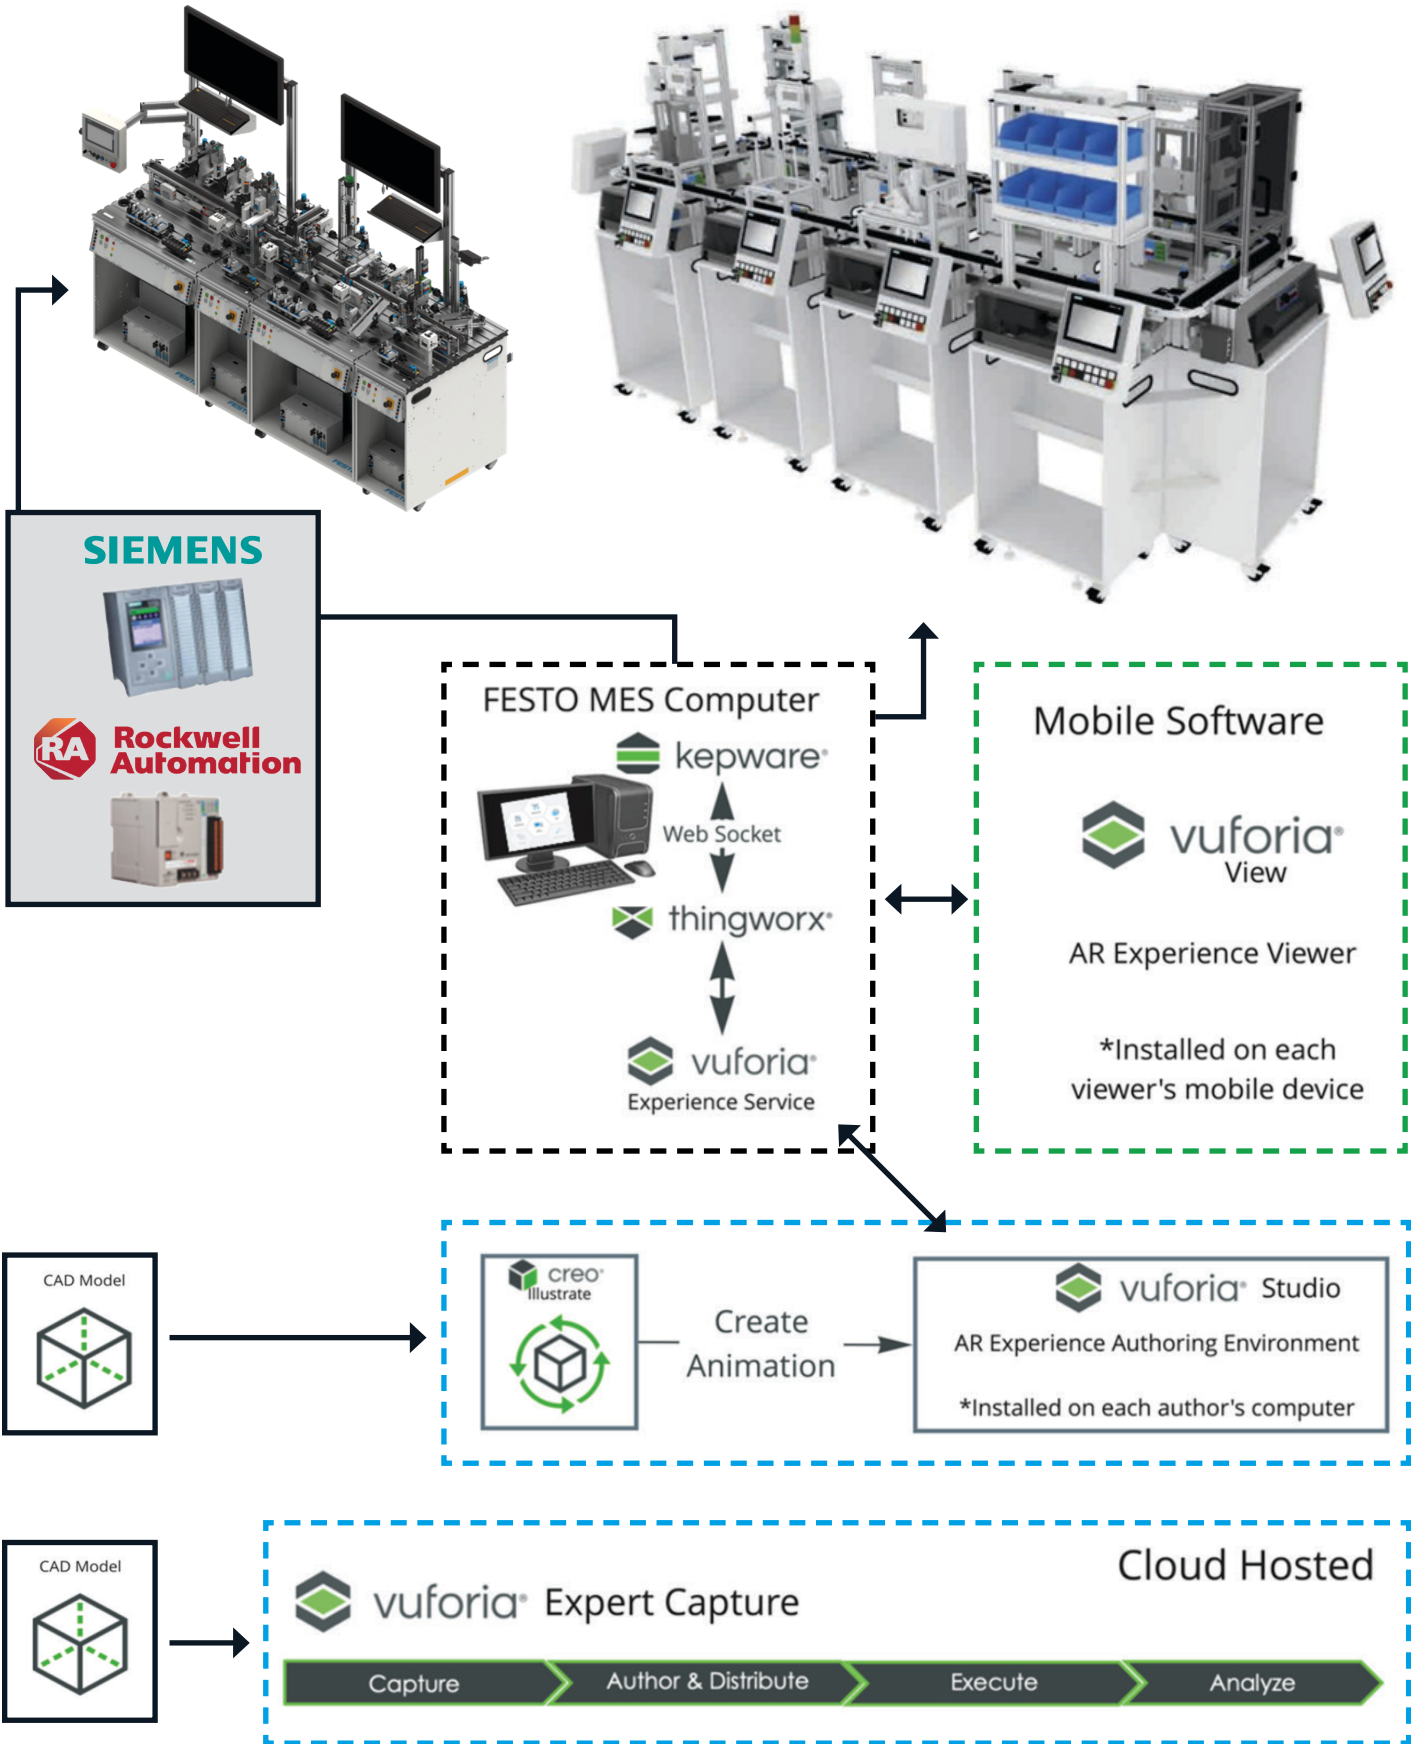 SIEMENS
RA Rockwell
Automation
FESTO MES Computer
kepware®
Web Socket
thingworx®
vuforia®
Experience Service
Mobile Software
vuforia®
View
AR Experience Viewer
*Installed on each
viewer's mobile device
CAD Model
creo®
Illustrate
Create
Animation
vuforia® Studio
AR Experience Authoring Environment
*Installed on each author's computer
CAD Model
Cloud Hosted
vuforia® Expert Capture
Capture
Author & Distribute
Execute
Analyze